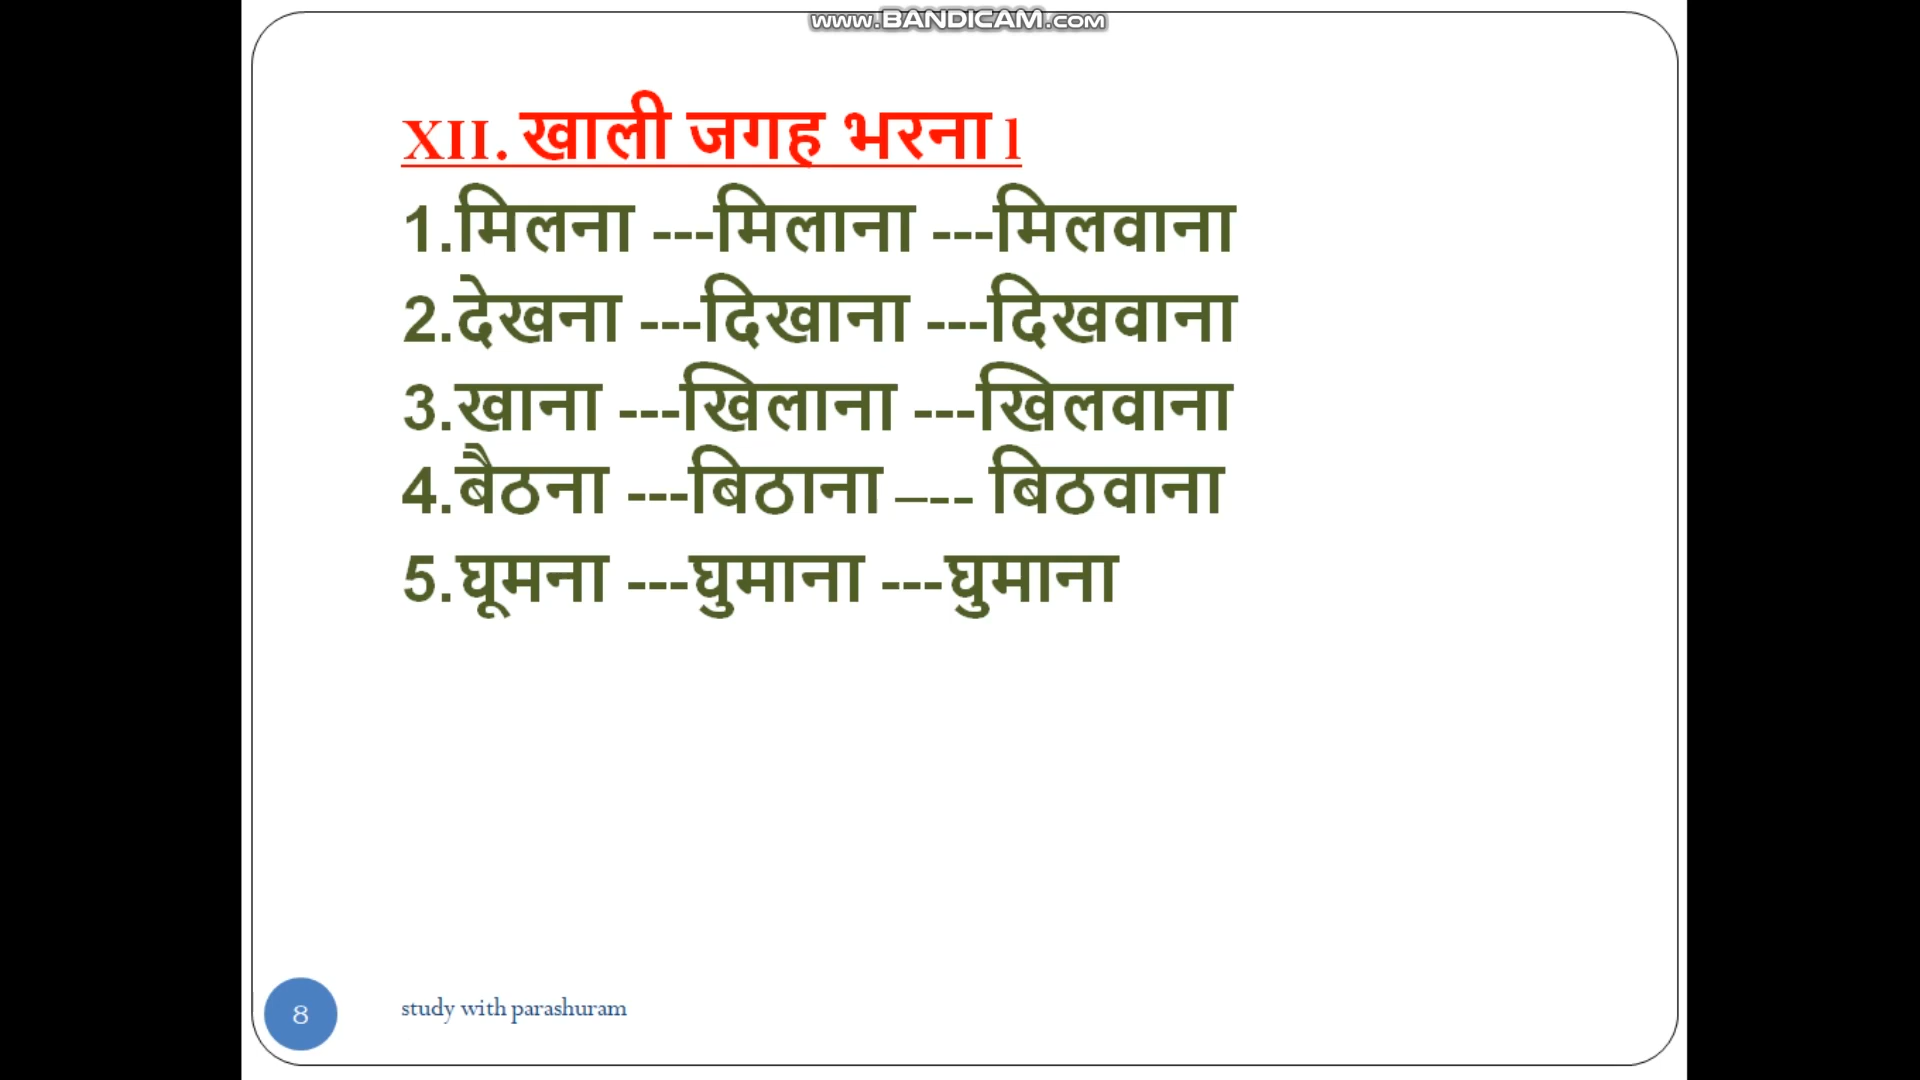 www.BANDICAM.com
XII. खाली जगह भरना l
1.मिलना ---मिलाना ---मिलवाना
2.देखना ---दिखाना ---दिखवाना
3.खाना ---खिलाना ---खिलवाना
4.बैठना ---बिठाना –-- बिठवाना
5.घूमना ---घुमाना ---घुमाना
8 study with parashuram